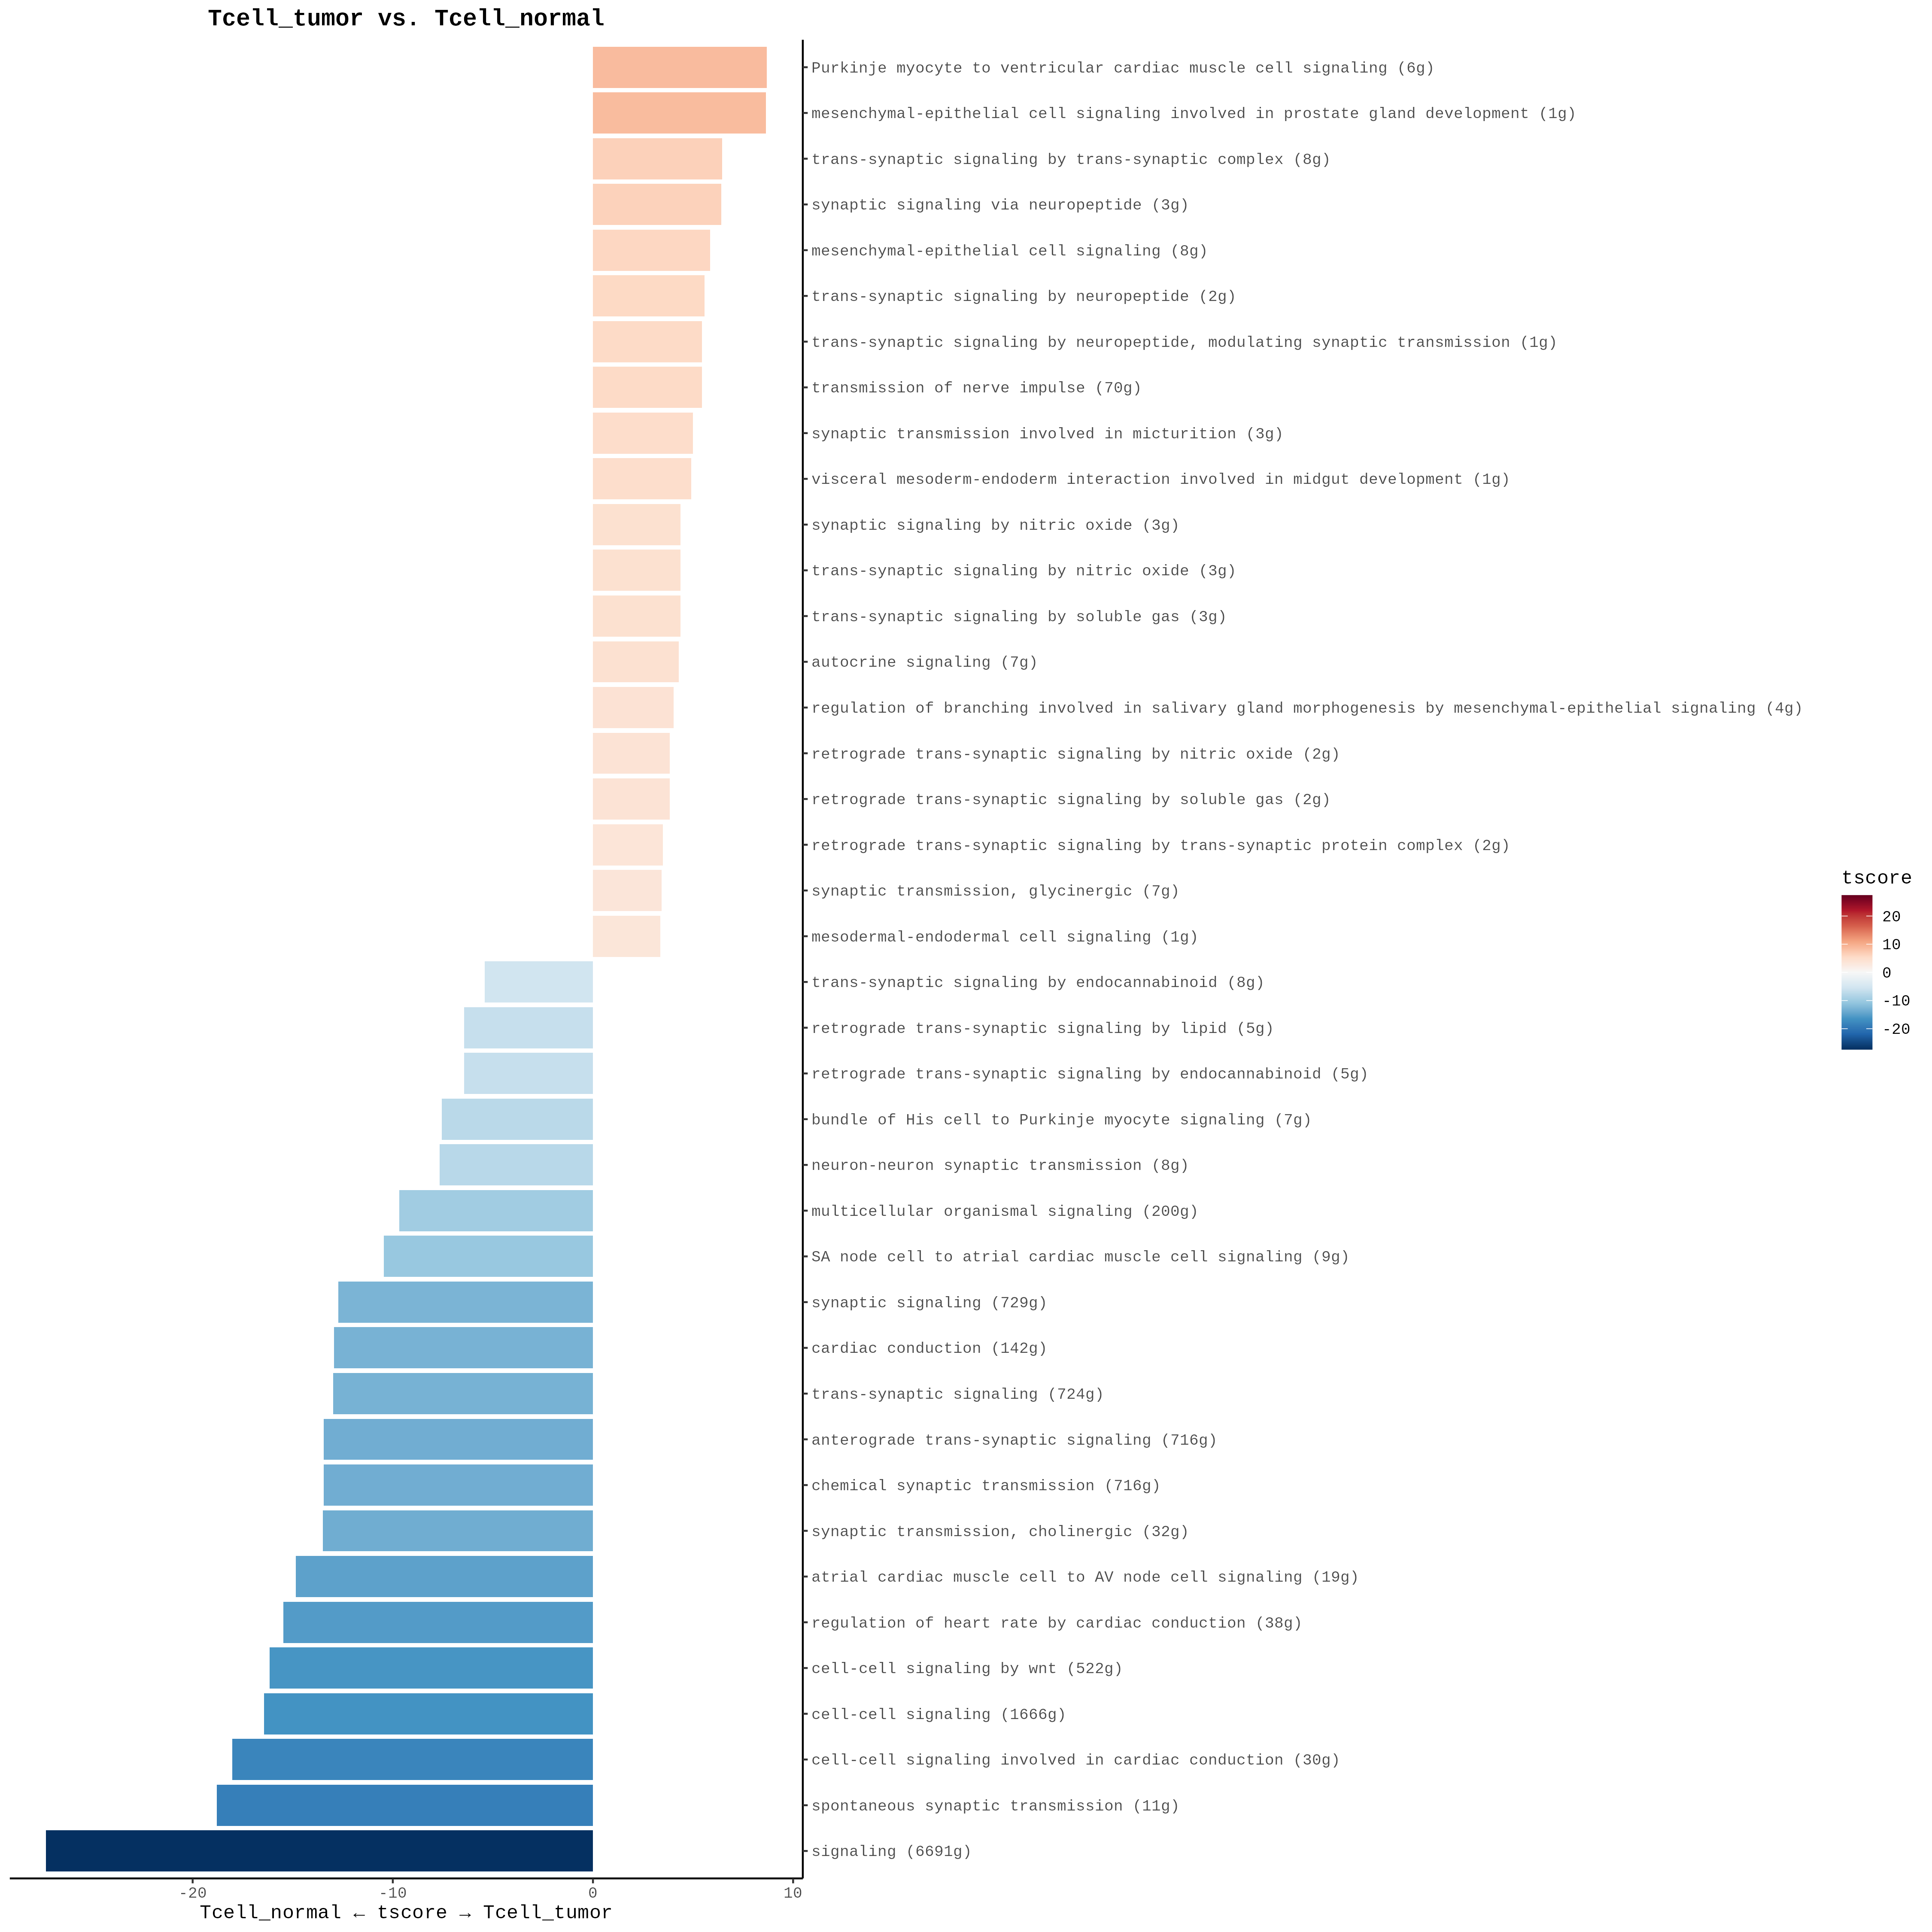 Tcell_tumor vs. Tcell_normal
Purkinje myocyte to ventricular cardiac muscle cell signaling (6g)
mesenchymal-epithelial cell signaling involved in prostate gland development (1g)
trans-synaptic signaling by trans-synaptic complex (8g)
synaptic signaling via neuropeptide (3g)
mesenchymal-epithelial cell signaling (8g)
trans-synaptic signaling by neuropeptide (2g)
trans-synaptic signaling by neuropeptide, modulating synaptic transmission (1g)
transmission of nerve impulse (70g)
synaptic transmission involved in micturition (3g)
visceral mesoderm-endoderm interaction involved in midgut development (1g)
synaptic signaling by nitric oxide (3g)
trans-synaptic signaling by nitric oxide (3g)
trans-synaptic signaling by soluble gas (3g)
autocrine signaling (7g)
regulation of branching involved in salivary gland morphogenesis by mesenchymal-epithelial signaling (4g)
retrograde trans-synaptic signaling by nitric oxide (2g)
retrograde trans-synaptic signaling by soluble gas (2g)
retrograde trans-synaptic signaling by trans-synaptic protein complex (2g)
synaptic transmission, glycinergic (7g)
mesodermal-endodermal cell signaling (1g)
trans-synaptic signaling by endocannabinoid (8g)
retrograde trans-synaptic signaling by lipid (5g)
retrograde trans-synaptic signaling by endocannabinoid (5g)
bundle of His cell to Purkinje myocyte signaling (7g)
neuron-neuron synaptic transmission (8g)
multicellular organismal signaling (200g)
SA node cell to atrial cardiac muscle cell signaling (9g)
synaptic signaling (729g)
cardiac conduction (142g)
trans-synaptic signaling (724g)
anterograde trans-synaptic signaling (716g)
chemical synaptic transmission (716g)
synaptic transmission, cholinergic (32g)
atrial cardiac muscle cell to AV node cell signaling (19g)
regulation of heart rate by cardiac conduction (38g)
cell-cell signaling by wnt (522g)
cell-cell signaling (1666g)
cell-cell signaling involved in cardiac conduction (30g)
spontaneous synaptic transmission (11g)
signaling (6691g)
-20 -10 0 10
Tcell_normal ← tscore → Tcell_tumor
tscore
20
10
0
-10
-20